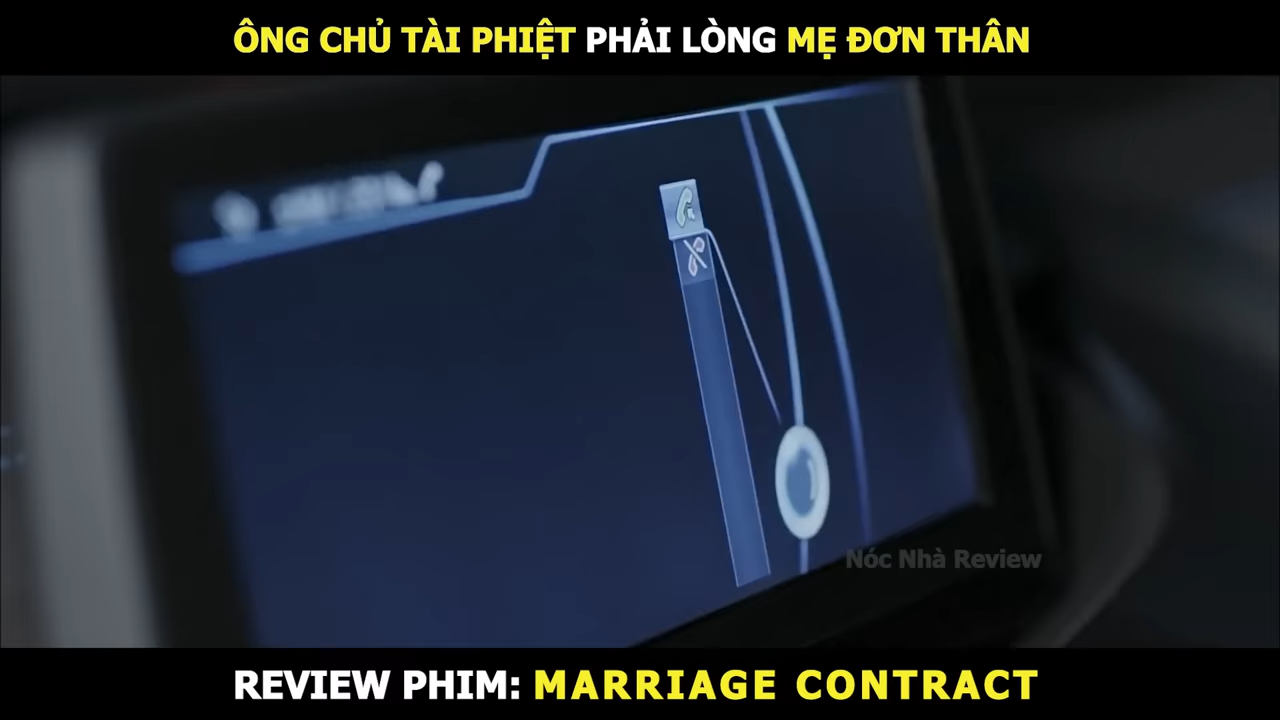 ÔNG CHỦ TÀI PHIỆT PHẢI LÒNG MẸ ĐƠN THÂN
Nóc Nhà Review
REVIEW PHIM: MARRIAGE CONTRACT